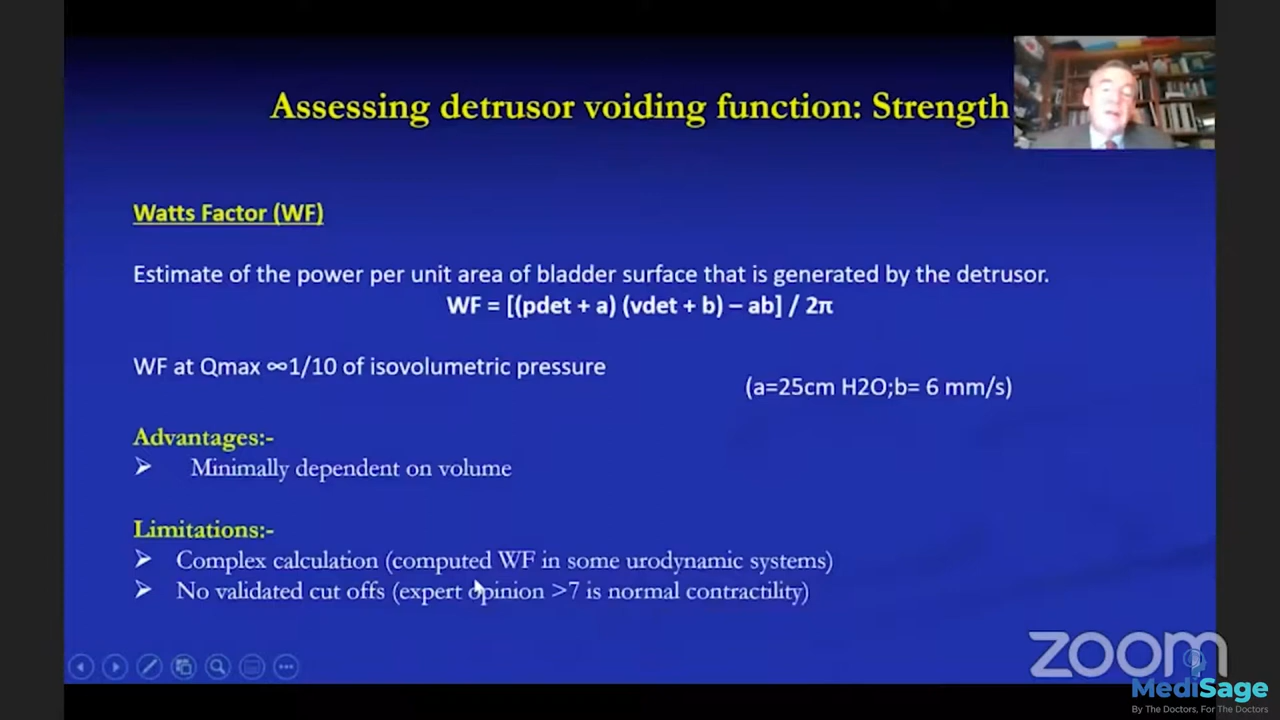 Assessing detrusor voiding function: Strength
Watts Factor (WF)
Estimate of the power per unit area of bladder surface that is generated by the detrusor.
WF = [(pdet + a) (vdet + b) – ab] / 2π
WF at Qmax ∞1/10 of isovolumetric pressure
(a=25cm H2O;b= 6 mm/s)
Advantages:-
➢ Minimally dependent on volume
Limitations:-
➢ Complex calculation (computed WF in some urodynamic systems)
➢ No validated cut offs (expert opinion >7 is normal contractility)
zoom
MediSage
By The Doctors, For The Doctors